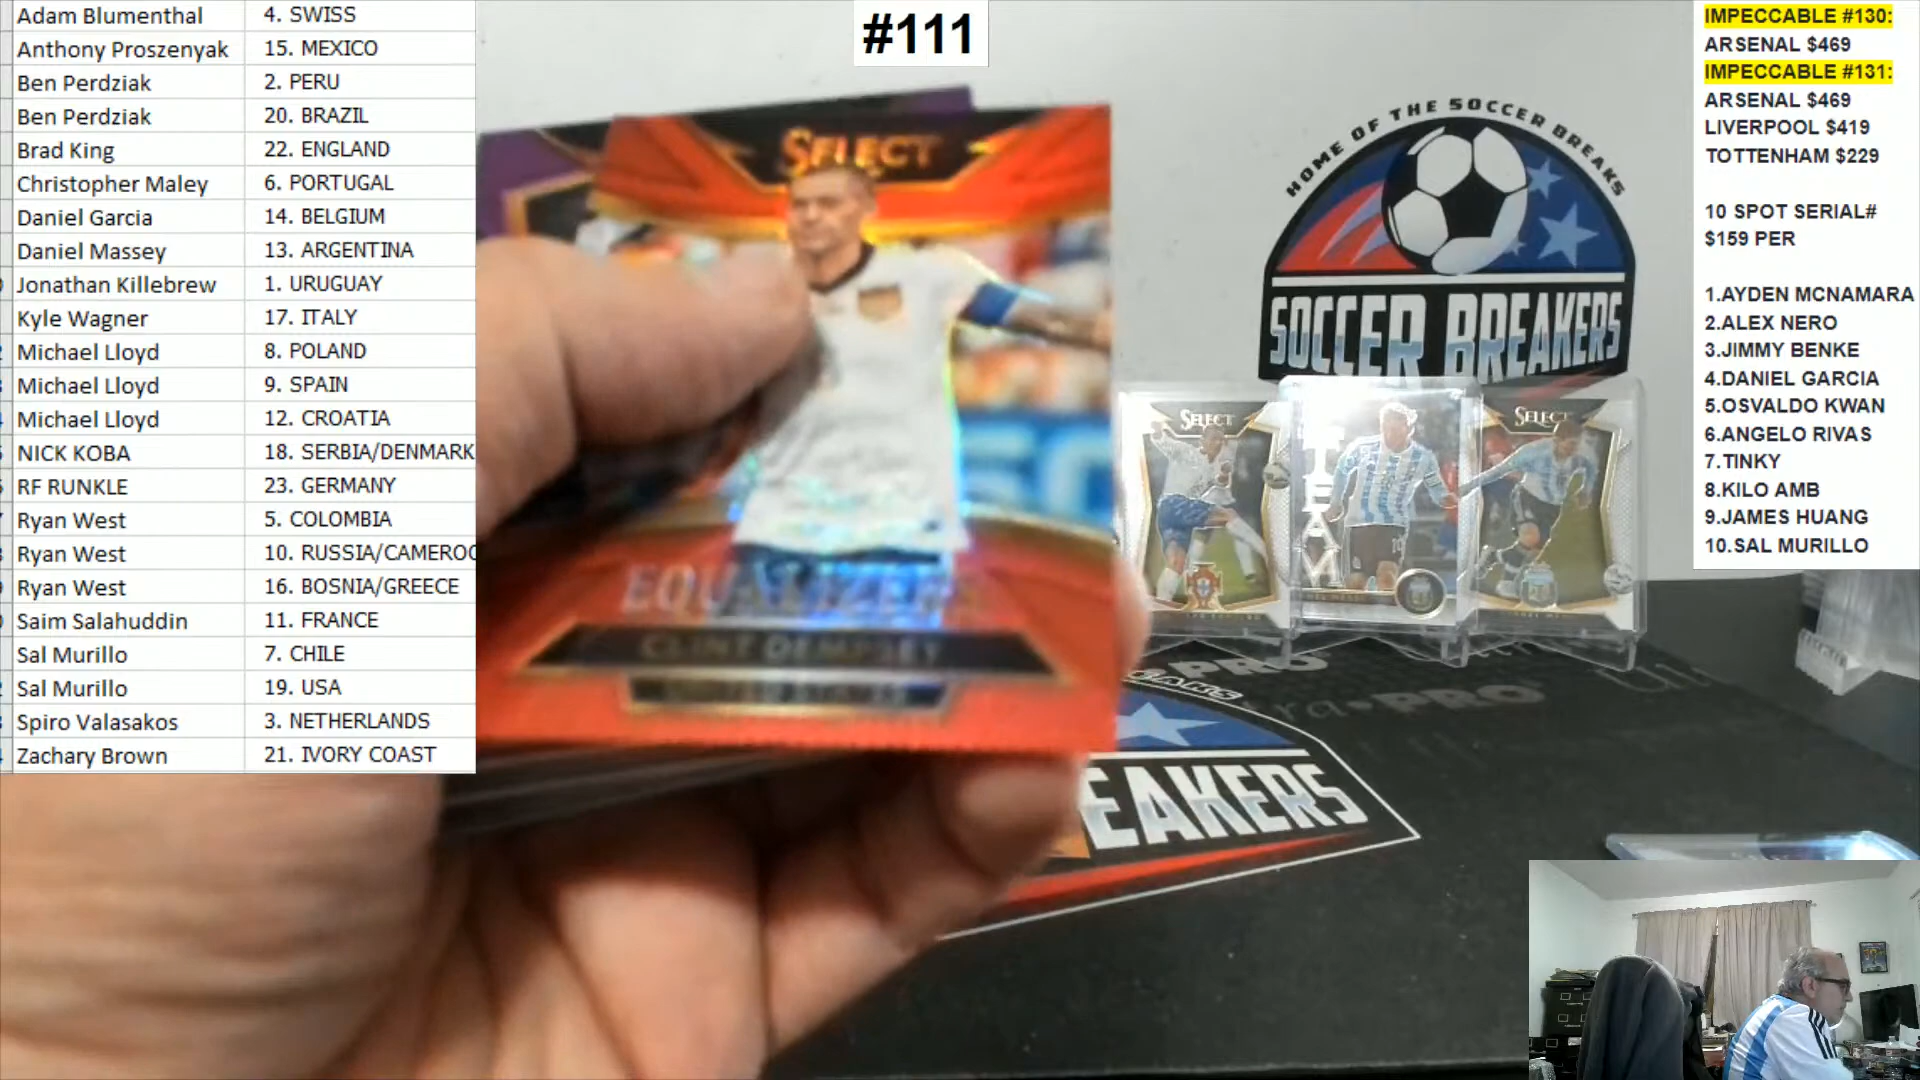 Adam Blumenthal 4. SWISS
Anthony Proszenyak 15. MEXICO
Ben Perdziak 2. PERU
Ben Perdziak 20. BRAZIL
Brad King 22. ENGLAND
Christopher Maley 6. PORTUGAL
Daniel Garcia 14. BELGIUM
Daniel Massey 13. ARGENTINA
Jonathan Killebrew 1. URUGUAY
Kyle Wagner 17. ITALY
Michael Lloyd 8. POLAND
Michael Lloyd 9. SPAIN
Michael Lloyd 12. CROATIA
NICK KOBA 18. SERBIA/DENMARK
RF RUNKLE 23. GERMANY
Ryan West 5. COLOMBIA
Ryan West 10. RUSSIA/CAMEROO
Ryan West 16. BOSNIA/GREECE
Saim Salahuddin 11. FRANCE
Sal Murillo 7. CHILE
Sal Murillo 19. USA
Spiro Valasakos 3. NETHERLANDS
Zachary Brown 21. IVORY COAST
#111
SELECT
EQUALIZERS
CLINT DEMPSEY
HOME OF THE SOCCER BREAKS
SOCCER BREAKERS
SELECT
TEAM
SELECT
PRO
PRO
EAKERS
IMPECCABLE #130:
ARSENAL $469
IMPECCABLE #131:
ARSENAL $469
LIVERPOOL $419
TOTTENHAM $229
10 SPOT SERIAL#
$159 PER
1.AYDEN MCNAMARA
2.ALEX NERO
3.JIMMY BENKE
4.DANIEL GARCIA
5.OSVALDO KWAN
6.ANGELO RIVAS
7.TINKY
8.KILO AMB
9.JAMES HUANG
10.SAL MURILLO